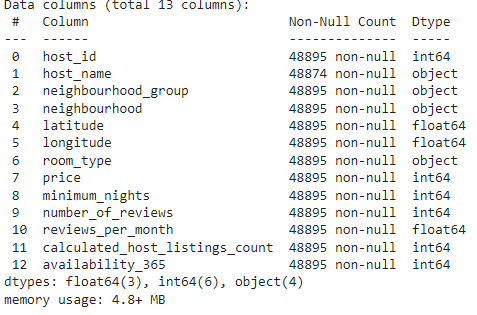 Data columns (total 13 columns):
 #   Column                          Non-Null Count  Dtype
---  ------                          --------------  -----
 0   host_id                         48895 non-null  int64
 1   host_name                       48874 non-null  object
 2   neighbourhood_group             48895 non-null  object
 3   neighbourhood                   48895 non-null  object
 4   latitude                        48895 non-null  float64
 5   longitude                       48895 non-null  float64
 6   room_type                       48895 non-null  object
 7   price                           48895 non-null  int64
 8   minimum_nights                  48895 non-null  int64
 9   number_of_reviews               48895 non-null  int64
 10  reviews_per_month               48895 non-null  float64
 11  calculated_host_listings_count  48895 non-null  int64
 12  availability_365                48895 non-null  int64
dtypes: float64(3), int64(6), object(4)
memory usage: 4.8+ MB